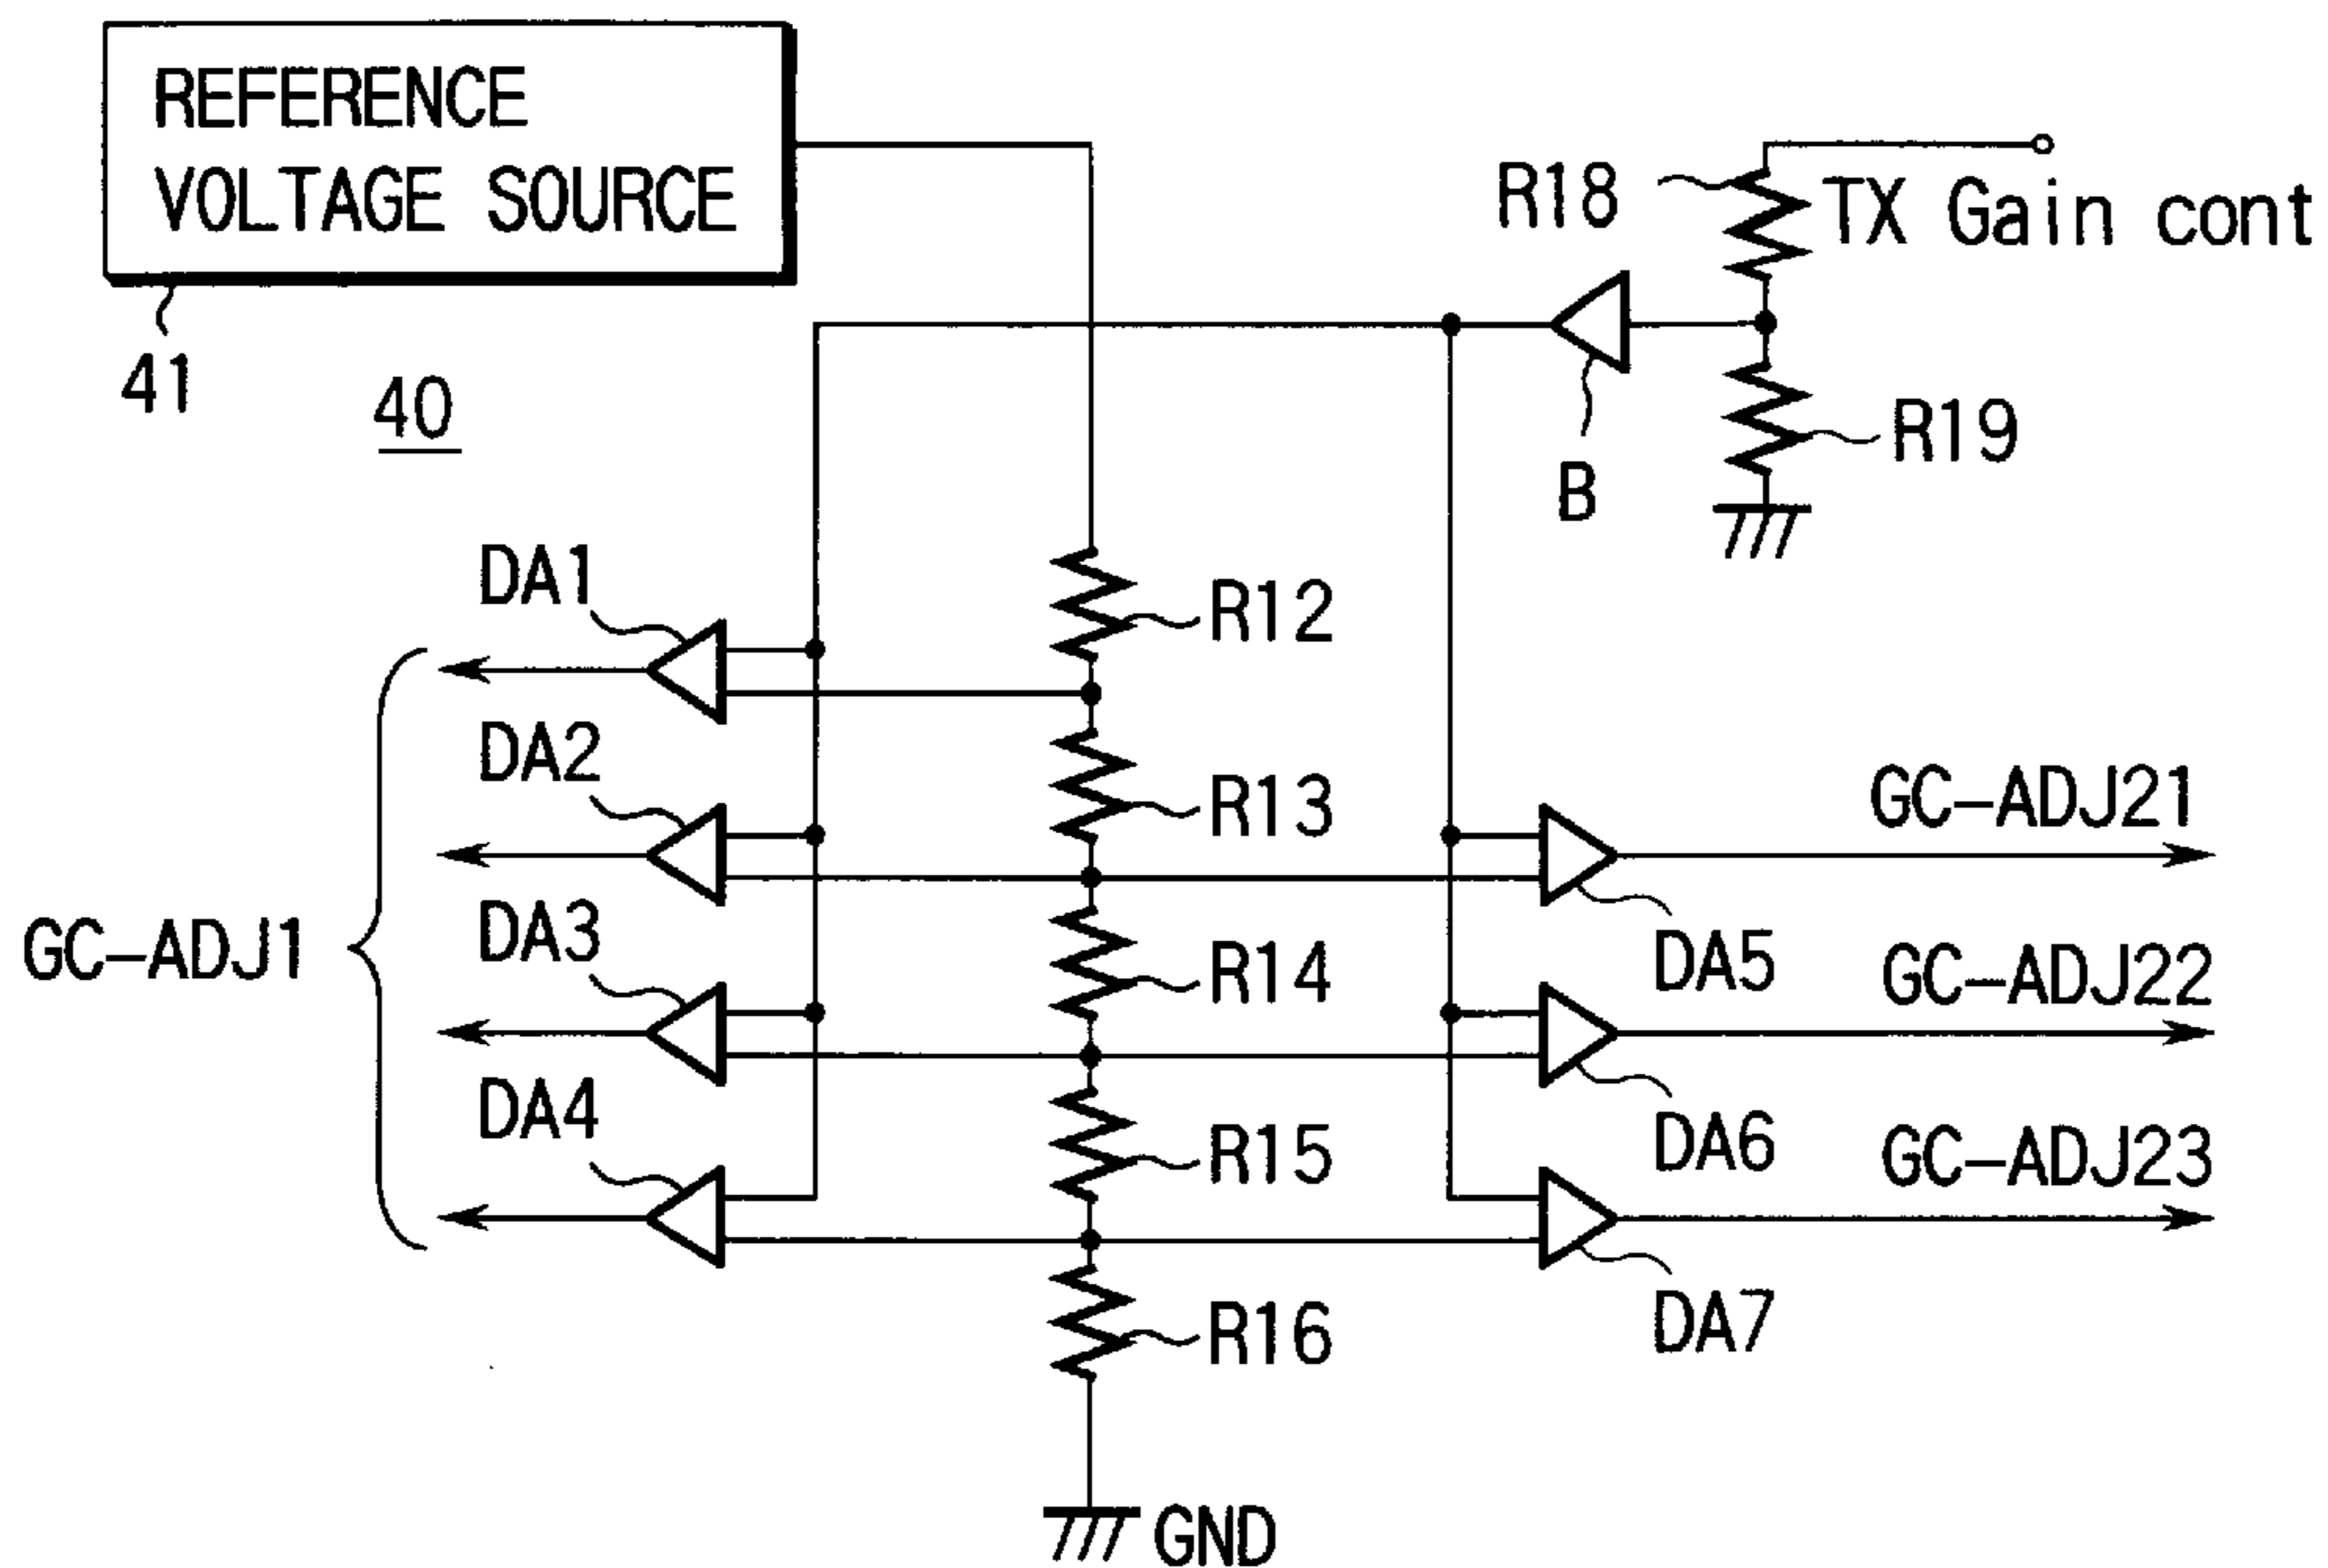 REFERENCE
VOLTAGE SOURCE
41
40
R18
TX Gain cont
R19
B
DA1
R12
DA2
R13
GC-ADJ21
DA3
GC-ADJ1
R14
DA5
GC-ADJ22
DA4
R15
DA6
GC-ADJ23
R16
DA7
GND